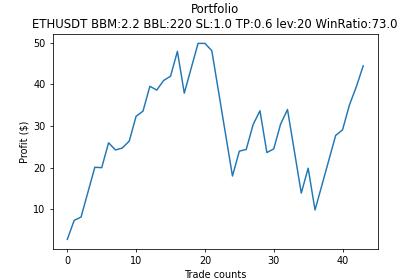 Portfolio
ETHUSDT BBM:2.2 BBL:220 SL:1.0 TP:0.6 lev:20 WinRatio:73.0
50
40
30
20
10
Profit ($)
0
10
20
30
40
Trade counts